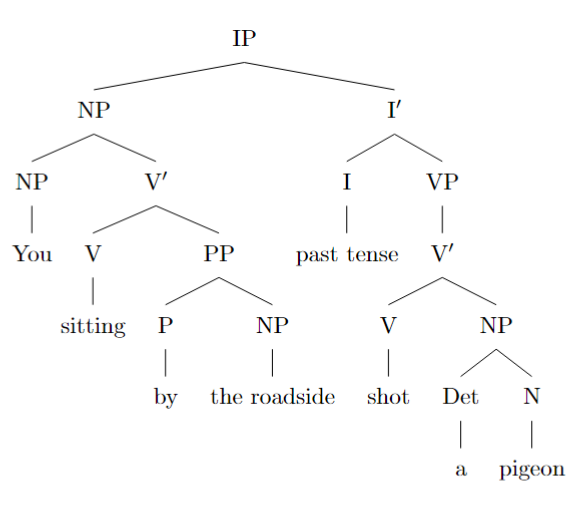 IP
NP I′
NP V′ I VP
You V PP past tense V′
sitting P NP V NP
by the roadside shot Det N
a pigeon